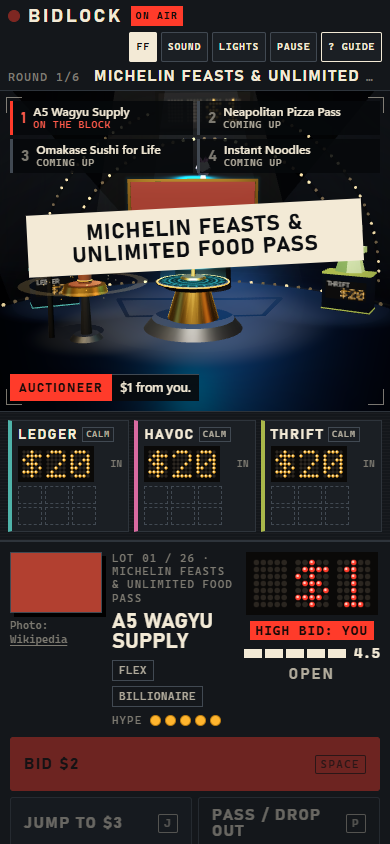 BIDLOCK ON AIR
FF SOUND LIGHTS PAUSE ? GUIDE
ROUND 1/6 MICHELIN FEASTS & UNLIMITED …
1 A5 Wagyu Supply
ON THE BLOCK
2 Neapolitan Pizza Pass
COMING UP
3 Omakase Sushi for Life
COMING UP
4 Instant Noodles
COMING UP
MICHELIN FEASTS &
UNLIMITED FOOD PASS
THRIFT
$20
AUCTIONEER $1 from you.
LEDGER CALM
$20 IN
HAVOC CALM
$20 IN
THRIFT CALM
$20 IN
Photo:
Wikipedia
LOT 01 / 26 ·
MICHELIN FEASTS
& UNLIMITED FOOD
PASS
A5 WAGYU
SUPPLY
FLEX
BILLIONAIRE
HYPE
$1
HIGH BID: YOU
4.5
OPEN
BID $2 SPACE
JUMP TO $3 J
PASS / DROP
OUT P